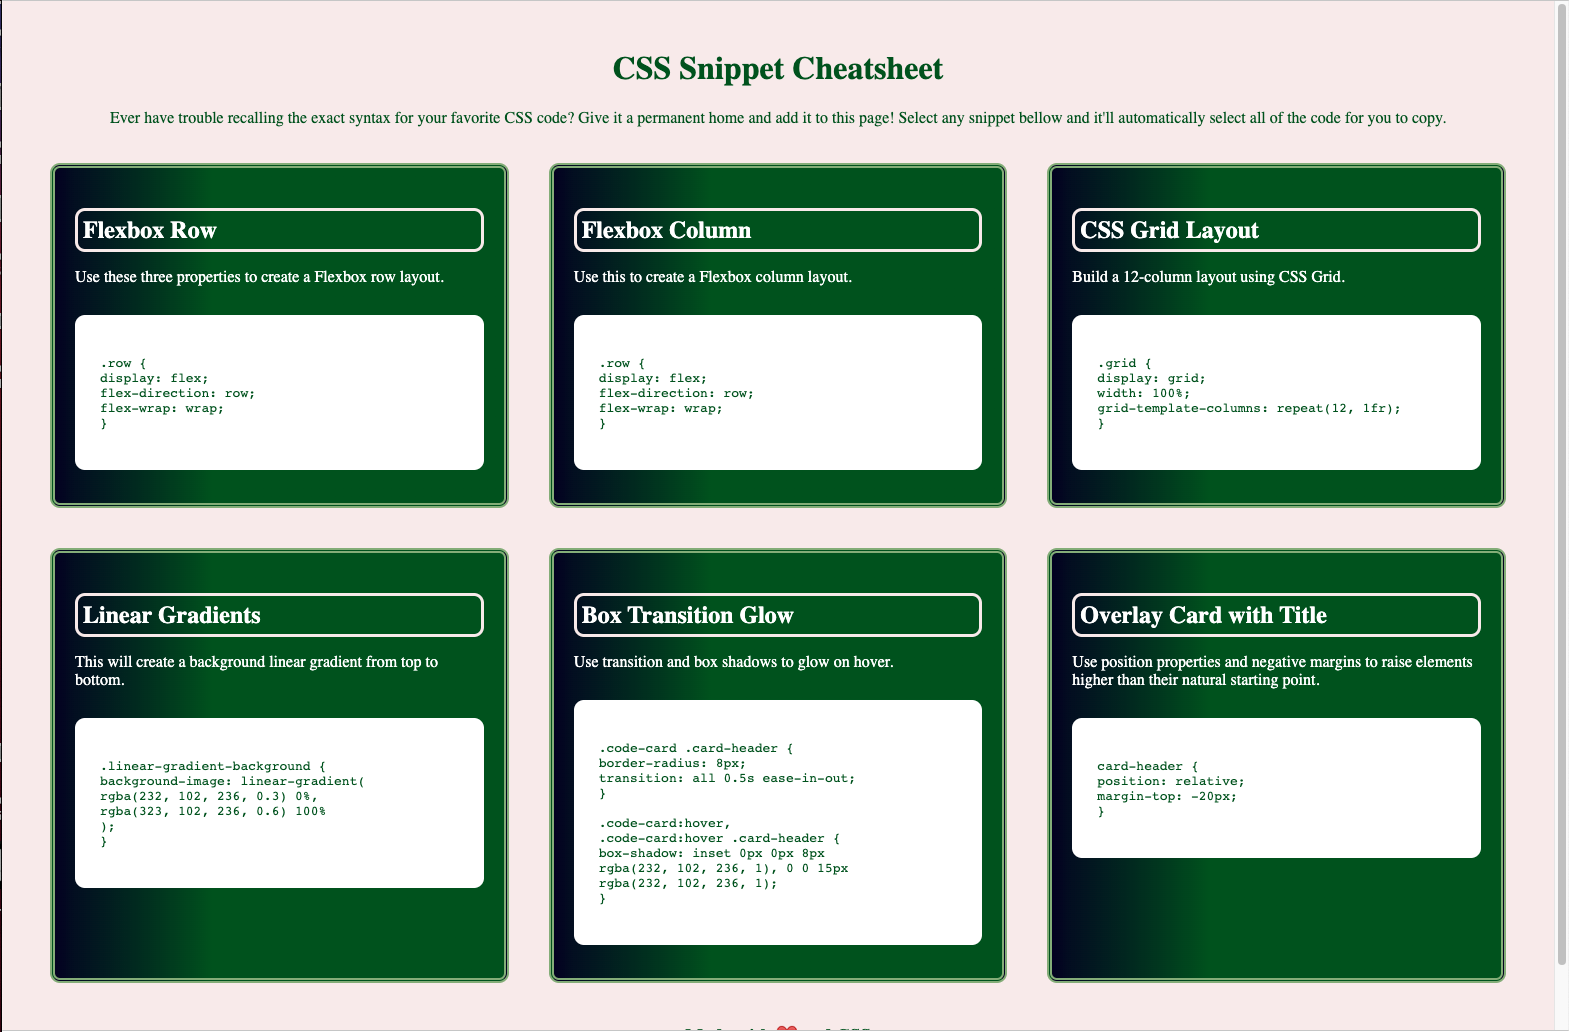 CSS Snippet Cheatsheet
Ever have trouble recalling the exact syntax for your favorite CSS code? Give it a permanent home and add it to this page! Select any snippet bellow and it'll automatically select all of the code for you to copy.
Flexbox Row
Use these three properties to create a Flexbox row layout.
.row {
display: flex;
flex-direction: row;
flex-wrap: wrap;
}
Flexbox Column
Use this to create a Flexbox column layout.
.row {
display: flex;
flex-direction: row;
flex-wrap: wrap;
}
CSS Grid Layout
Build a 12-column layout using CSS Grid.
.grid {
display: grid;
width: 100%;
grid-template-columns: repeat(12, 1fr);
}
Linear Gradients
This will create a background linear gradient from top to
bottom.
.linear-gradient-background {
background-image: linear-gradient(
rgba(232, 102, 236, 0.3) 0%,
rgba(323, 102, 236, 0.6) 100%
);
}
Box Transition Glow
Use transition and box shadows to glow on hover.
.code-card .card-header {
border-radius: 8px;
transition: all 0.5s ease-in-out;
}
.code-card:hover,
.code-card:hover .card-header {
box-shadow: inset 0px 0px 8px
rgba(232, 102, 236, 1), 0 0 15px
rgba(232, 102, 236, 1);
}
Overlay Card with Title
Use position properties and negative margins to raise elements
higher than their natural starting point.
card-header {
position: relative;
margin-top: -20px;
}